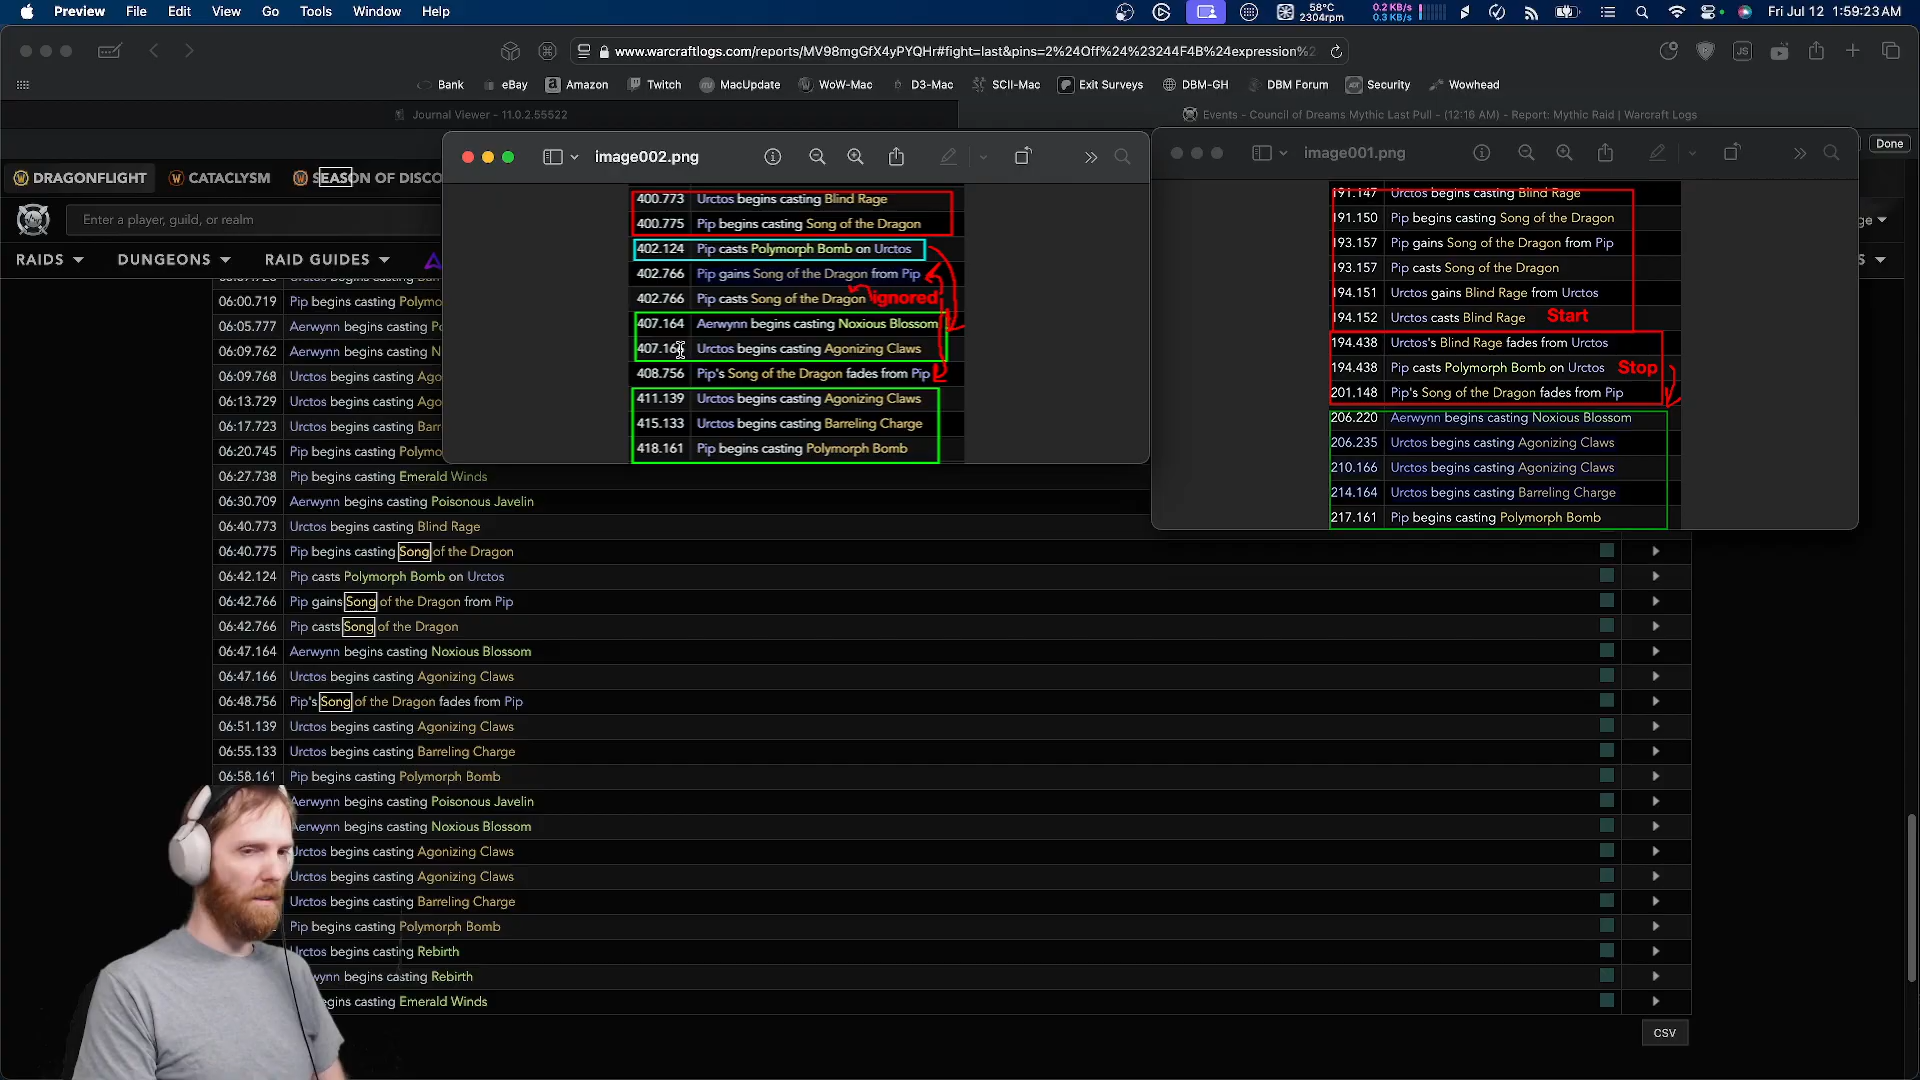 Preview File Edit View Go Tools Window Help
58°C
2304rpm
0.2 KB/s
0.3 KB/s
Fri Jul 12 1:59:23 AM
www.warcraftlogs.com/reports/MV98mgGfX4yPYQHr#fight=last&pins=2%24Off%24%23244F4B%24expression%
Bank eBay Amazon Twitch MacUpdate WoW-Mac D3-Mac SCII-Mac Exit Surveys DBM-GH DBM Forum Security Wowhead
Journal Viewer - 11.0.2.55522
Events - Council of Dreams Mythic Last Pull - (12:16 AM) - Report: Mythic Raid | Warcraft Logs
Done
DRAGONFLIGHT CATACLYSM SEASON OF DISCO
Enter a player, guild, or realm
RAIDS DUNGEONS RAID GUIDES
image002.png
400.773 Urctos begins casting Blind Rage
400.775 Pip begins casting Song of the Dragon
402.124 Pip casts Polymorph Bomb on Urctos
402.766 Pip gains Song of the Dragon from Pip
402.766 Pip casts Song of the Dragon ignored
407.164 Aerwynn begins casting Noxious Blossom
Urctos begins casting Agonizing Claws
408.756 Pip's Song of the Dragon fades from Pip
411.139 Urctos begins casting Agonizing Claws
415.133 Urctos begins casting Barreling Charge
418.161 Pip begins casting Polymorph Bomb
image001.png
191.147 Urctos begins casting Blind Rage
191.150 Pip begins casting Song of the Dragon
193.157 Pip gains Song of the Dragon from Pip
193.157 Pip casts Song of the Dragon
194.151 Urctos gains Blind Rage from Urctos
194.152 Urctos casts Blind Rage Start
194.438 Urctos's Blind Rage fades from Urctos
194.438 Pip casts Polymorph Bomb on Urctos Stop
201.148 Pip's Song of the Dragon fades from Pip
206.220 Aerwynn begins casting Noxious Blossom
206.235 Urctos begins casting Agonizing Claws
210.166 Urctos begins casting Agonizing Claws
214.164 Urctos begins casting Barreling Charge
217.161 Pip begins casting Polymorph Bomb
06:00.719 Pip begins casting Polymo
06:05.777 Aerwynn begins casting
06:09.762 Aerwynn begins casting N
06:09.768 Urctos begins casting Ago
06:13.729 Urctos begins casting Ago
06:17.723 Urctos begins casting Barr
06:20.745 Pip begins casting Polymo
06:27.738 Pip begins casting Emerald Winds
06:30.709 Aerwynn begins casting Poisonous Javelin
06:40.773 Urctos begins casting Blind Rage
06:40.775 Pip begins casting Song of the Dragon
06:42.124 Pip casts Polymorph Bomb on Urctos
06:42.766 Pip gains Song of the Dragon from Pip
06:42.766 Pip casts Song of the Dragon
06:47.164 Aerwynn begins casting Noxious Blossom
06:47.166 Urctos begins casting Agonizing Claws
06:48.756 Pip's Song of the Dragon fades from Pip
06:51.139 Urctos begins casting Agonizing Claws
06:55.133 Urctos begins casting Barreling Charge
06:58.161 Pip begins casting Polymorph Bomb
Aerwynn begins casting Poisonous Javelin
Aerwynn begins casting Noxious Blossom
Urctos begins casting Agonizing Claws
Urctos begins casting Agonizing Claws
Urctos begins casting Barreling Charge
Pip begins casting Polymorph Bomb
Urctos begins casting Rebirth
wynn begins casting Rebirth
egins casting Emerald Winds
CSV